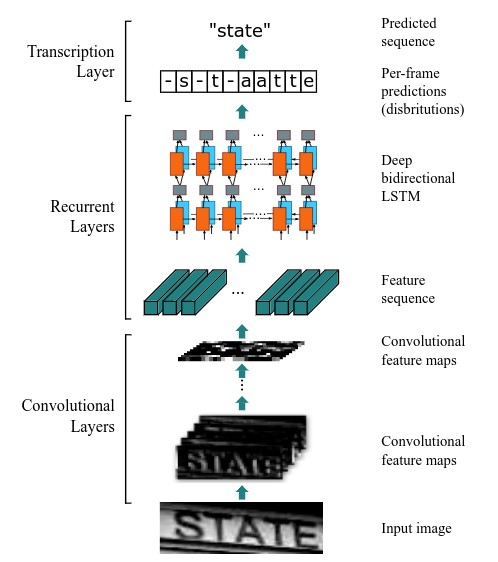 "state"
Predicted
sequence
Transcription
Layer
- s - t - a a t t e
Per-frame
predictions
(disbritutions)
...
Deep
bidirectional
LSTM
...
Recurrent
Layers
...
Feature
sequence
Convolutional
feature maps
Convolutional
Layers
STATE
Convolutional
feature maps
STATE
Input image